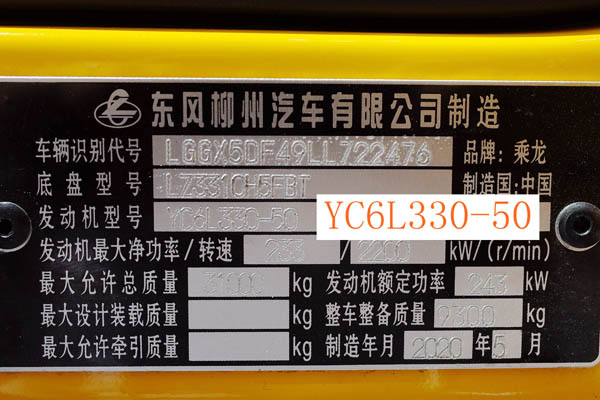 东风柳州汽车有限公司制造
车辆识别代号 LGGX5DF49LL722476 品牌：乘龙
底盘型号 LZ3310H5FBT 制造国：中国
发动机型号 YC6L330-50 YC6L330-50
发动机最大净功率/转速 233 / 2200 kW/(r/min)
最大允许总质量 31000 kg 发动机额定功率 243 kW
最大设计装载质量 kg 整车整备质量 kg
最大允许牵引质量 kg 制造年月 2020 年 5 月